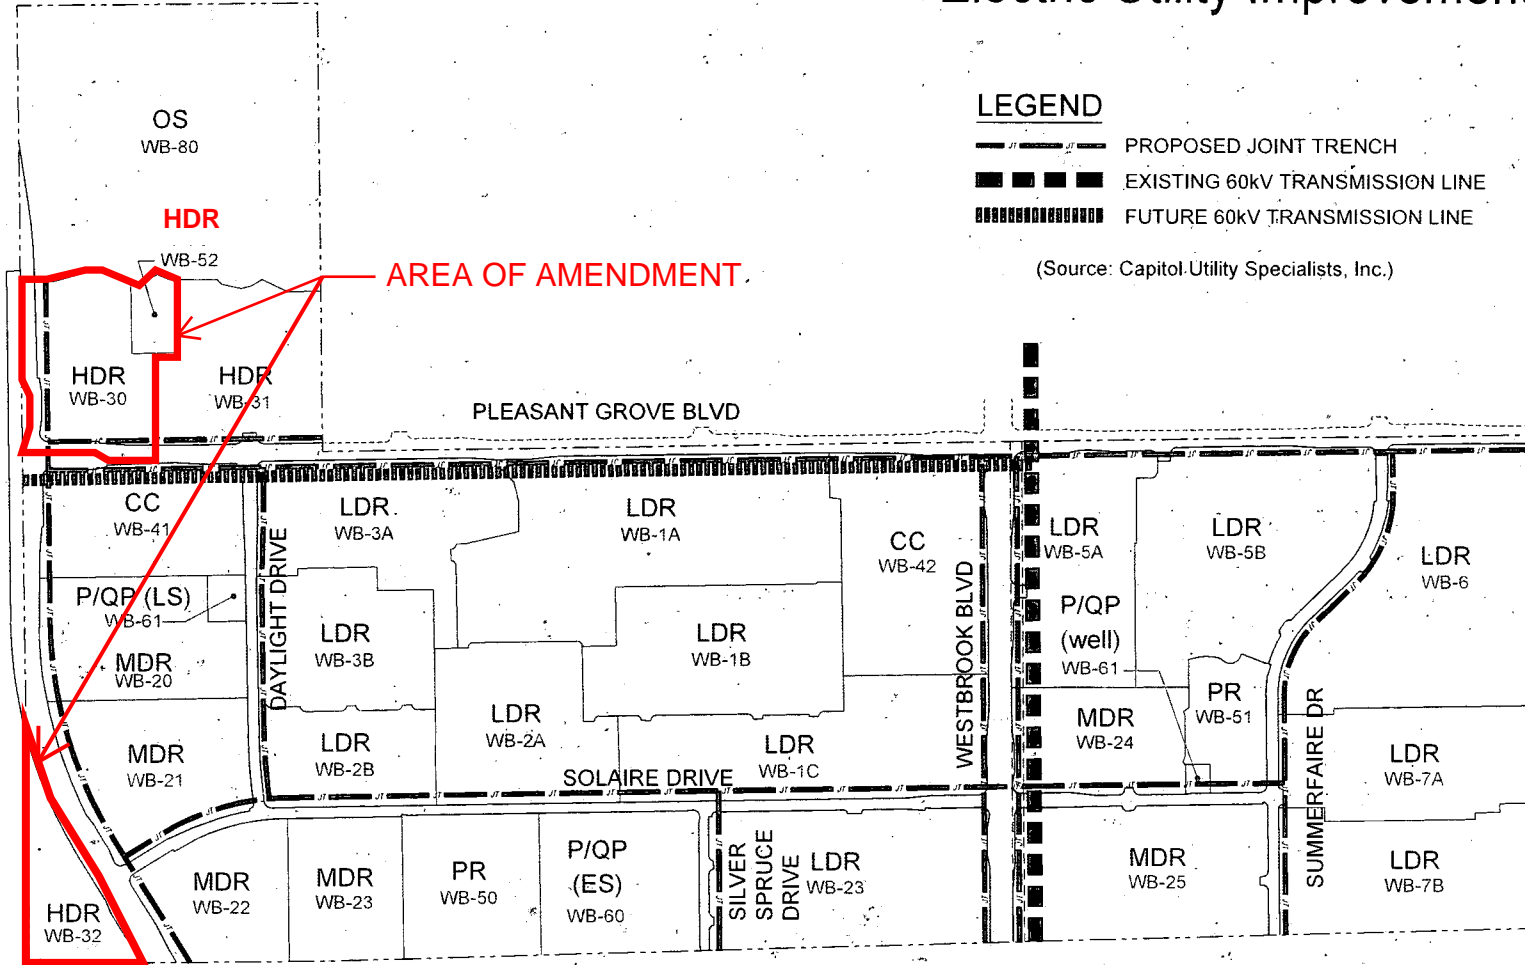 Electric Utility Improvement
LEGEND
PROPOSED JOINT TRENCH
EXISTING 60kV TRANSMISSION LINE
FUTURE 60kV TRANSMISSION LINE
(Source: Capitol Utility Specialists, Inc.)
OS
WB-80
HDR
WB-52
AREA OF AMENDMENT
HDR
WB-30
HDR
WB-31
PLEASANT GROVE BLVD
CC
WB-41
LDR
WB-3A
LDR
WB-1A
CC
WB-42
LDR
WB-5A
LDR
WB-5B
LDR
WB-6
DAYLIGHT DRIVE
WESTBROOK BLVD
P/QP (LS)
WB-61
MDR
WB-20
LDR
WB-3B
LDR
WB-1B
P/QP
(well)
WB-61
PR
WB-51
MDR
WB-21
LDR
WB-2B
LDR
WB-2A
LDR
WB-1C
MDR
WB-24
LDR
WB-7A
SOLAIRE DRIVE
SUMMERFAIRE DR
HDR
WB-32
MDR
WB-22
MDR
WB-23
PR
WB-50
P/QP
(ES)
WB-60
SILVER
SPRUCE
DRIVE
LDR
WB-23
MDR
WB-25
LDR
WB-7B
JT